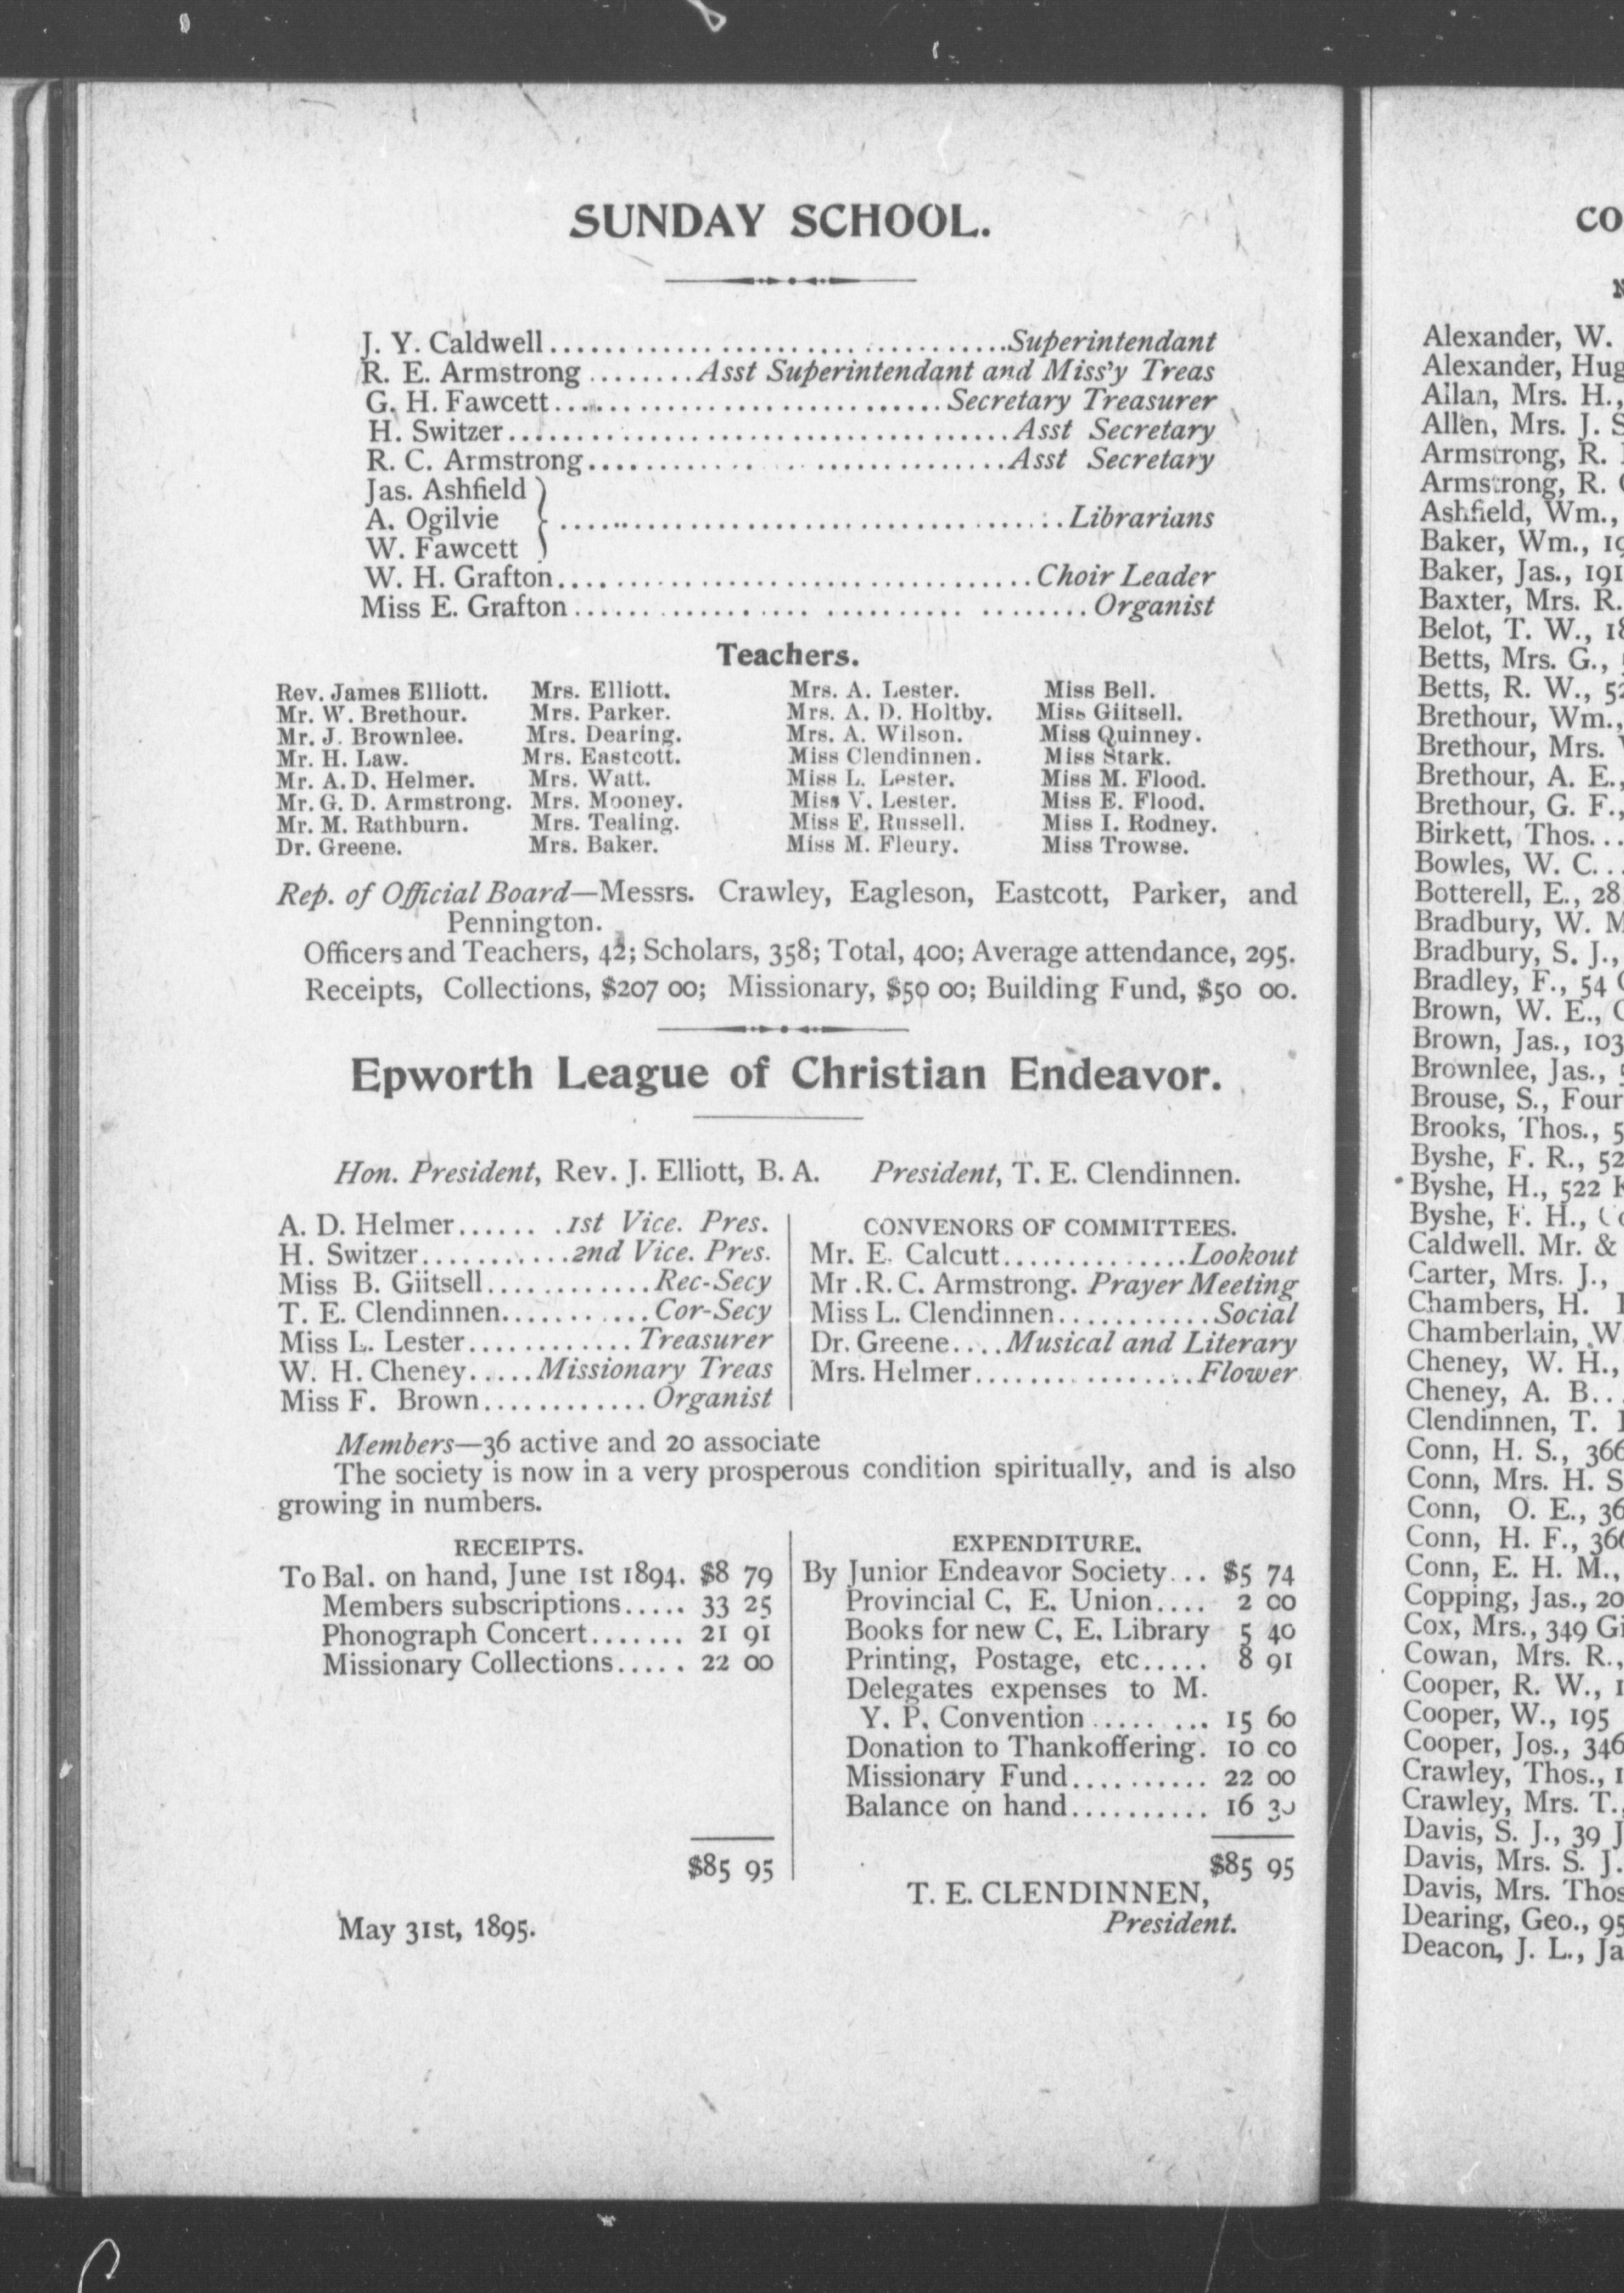 SUNDAY SCHOOL.
J. Y. Caldwell.................................Superintendant
R. E. Armstrong ........Asst Superintendant and Miss'y Treas
G. H. Fawcett.............................Secretary Treasurer
H. Switzer....................................Asst Secretary
R. C. Armstrong..............................Asst Secretary
Jas. Ashfield
A. Ogilvie ....................................Librarians
W. Fawcett
W. H. Grafton..................................Choir Leader
Miss E. Grafton....................................Organist
Teachers.
Rev. James Elliott. Mrs. Elliott. Mrs. A. Lester. Miss Bell.
Mr. W. Brethour. Mrs. Parker. Mrs. A. D. Holtby. Miss Giitsell.
Mr. J. Brownlee. Mrs. Dearing. Mrs. A. Wilson. Miss Quinney.
Mr. H. Law. Mrs. Eastcott. Miss Clendinnen. Miss Stark.
Mr. A. D. Helmer. Mrs. Watt. Miss L. Lester. Miss M. Flood.
Mr. G. D. Armstrong. Mrs. Mooney. Miss V. Lester. Miss E. Flood.
Mr. M. Rathburn. Mrs. Tealing. Miss F. Russell. Miss I. Rodney.
Dr. Greene. Mrs. Baker. Miss M. Fleury. Miss Trowse.
Rep. of Official Board—Messrs. Crawley, Eagleson, Eastcott, Parker, and
Pennington.
Officers and Teachers, 42; Scholars, 358; Total, 400; Average attendance, 295.
Receipts, Collections, $207 00; Missionary, $50 00; Building Fund, $50 00.
Epworth League of Christian Endeavor.
Hon. President, Rev. J. Elliott, B. A. President, T. E. Clendinnen.
A. D. Helmer........1st Vice. Pres.
H. Switzer...........2nd Vice. Pres.
Miss B. Giitsell............Rec-Secy
T. E. Clendinnen...........Cor-Secy
Miss L. Lester............Treasurer
W. H. Cheney.....Missionary Treas
Miss F. Brown............Organist
CONVENORS OF COMMITTEES.
Mr. E. Calcutt..............Lookout
Mr .R. C. Armstrong. Prayer Meeting
Miss L. Clendinnen...........Social
Dr. Greene....Musical and Literary
Mrs. Helmer................Flower
Members—36 active and 20 associate
The society is now in a very prosperous condition spiritually, and is also
growing in numbers.
RECEIPTS.
To Bal. on hand, June 1st 1894. $8 79
Members subscriptions..... 33 25
Phonograph Concert....... 21 91
Missionary Collections..... 22 00
$85 95
EXPENDITURE.
By Junior Endeavor Society... $5 74
Provincial C. E. Union.... 2 00
Books for new C. E. Library 5 40
Printing, Postage, etc..... 8 91
Delegates expenses to M.
Y. P. Convention ........ 15 60
Donation to Thankoffering. 10 00
Missionary Fund.......... 22 00
Balance on hand.......... 16 30
$85 95
T. E. CLENDINNEN,
President.
May 31st, 1895.
CO
Alexander, W.
Alexander, Hug
Allan, Mrs. H.,
Allen, Mrs. J. S
Armstrong, R.
Armstrong, R.
Ashfield, Wm.,
Baker, Wm., 19
Baker, Jas., 191
Baxter, Mrs. R.
Belot, T. W., 18
Betts, Mrs. G.,
Betts, R. W., 52
Brethour, Wm.,
Brethour, Mrs.
Brethour, A. E.,
Brethour, G. F.,
Birkett, Thos...
Bowles, W. C...
Botterell, E., 28
Bradbury, W. M
Bradbury, S. J.,
Bradley, F., 54
Brown, W. E.,
Brown, Jas., 103
Brownlee, Jas.,
Brouse, S., Four
Brooks, Thos., 5
Byshe, F. R., 52
Byshe, H., 522 K
Byshe, F. H.,
Caldwell. Mr. &
Carter, Mrs. J.,
Chambers, H.
Chamberlain, W
Cheney, W. H.,
Cheney, A. B..
Clendinnen, T.
Conn, H. S., 366
Conn, Mrs. H. S
Conn, O. E., 36
Conn, H. F., 366
Conn, E. H. M.,
Copping, Jas., 20
Cox, Mrs., 349 Gi
Cowan, Mrs. R.,
Cooper, R. W., 1
Cooper, W., 195
Cooper, Jos., 346
Crawley, Thos., 1
Crawley, Mrs. T.
Davis, S. J., 39 J
Davis, Mrs. S. J.
Davis, Mrs. Thos
Dearing, Geo., 95
Deacon, J. L., Ja